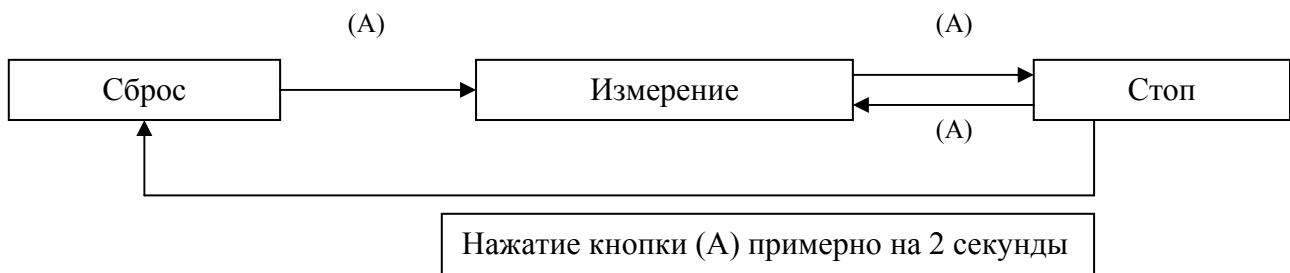 (А) (А)
Сброс Измерение Стоп
(А)
Нажатие кнопки (А) примерно на 2 секунды